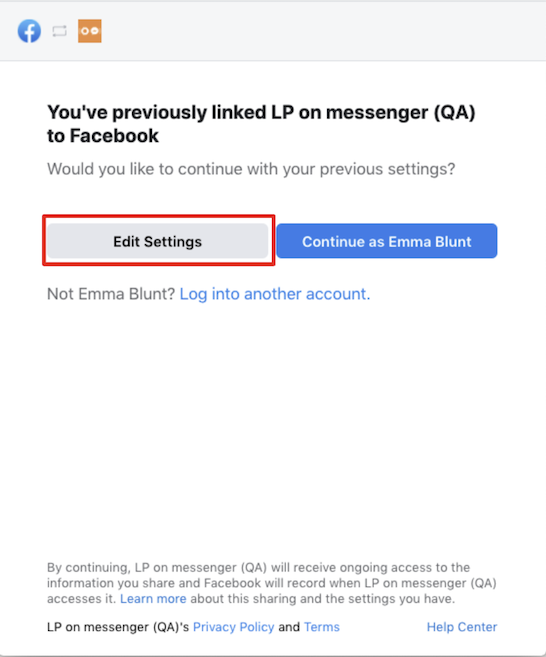 You've previously linked LP on messenger (QA)
to Facebook
Would you like to continue with your previous settings?
Edit Settings
Continue as Emma Blunt
Not Emma Blunt? Log into another account.
By continuing, LP on messenger (QA) will receive ongoing access to the
information you share and Facebook will record when LP on messenger (QA)
accesses it. Learn more about this sharing and the settings you have.
LP on messenger (QA)'s Privacy Policy and Terms
Help Center